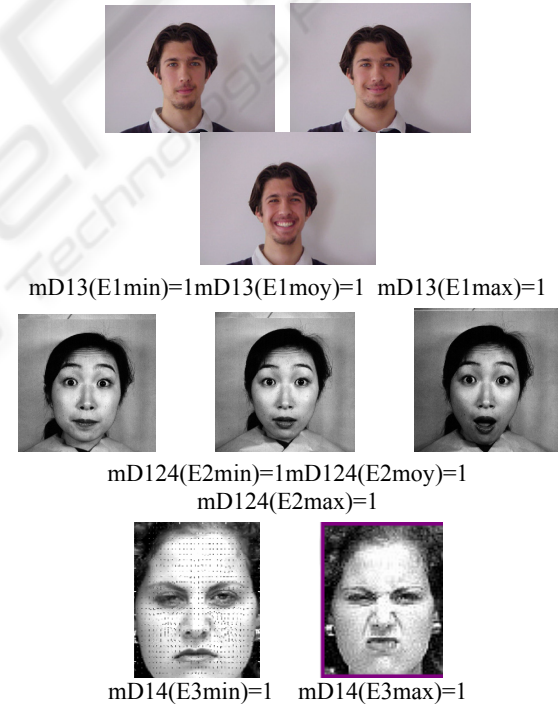 Technology P
mD13(E1min)=1mD13(E1moy)=1 mD13(E1max)=1
mD124(E2min)=1mD124(E2moy)=1
mD124(E2max)=1
mD14(E3min)=1 mD14(E3max)=1